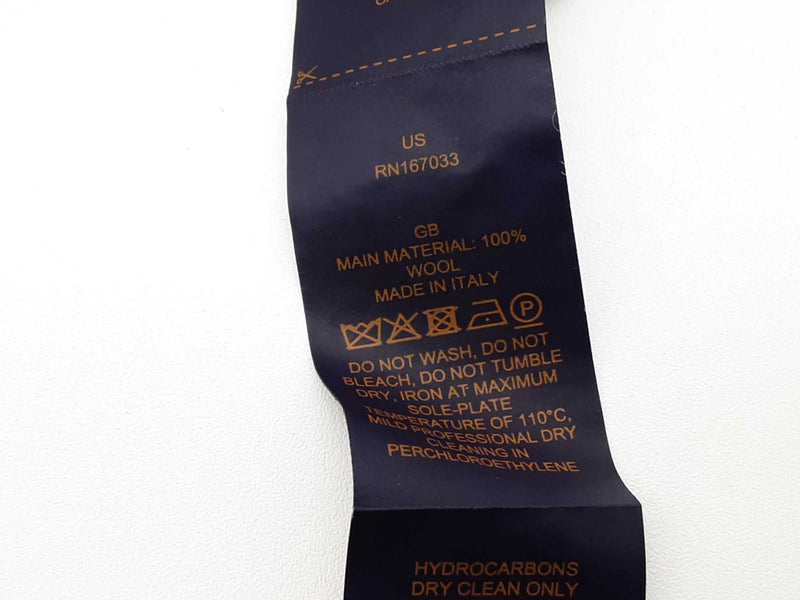 US
RN167033
GB
MAIN MATERIAL: 100%
WOOL
MADE IN ITALY
P
DO NOT WASH, DO NOT
BLEACH, DO NOT TUMBLE
DRY, IRON AT MAXIMUM
SOLE-PLATE
TEMPERATURE OF 110°C,
MILD PROFESSIONAL DRY
CLEANING IN
PERCHLOROETHYLENE
HYDROCARBONS
DRY CLEAN ONLY